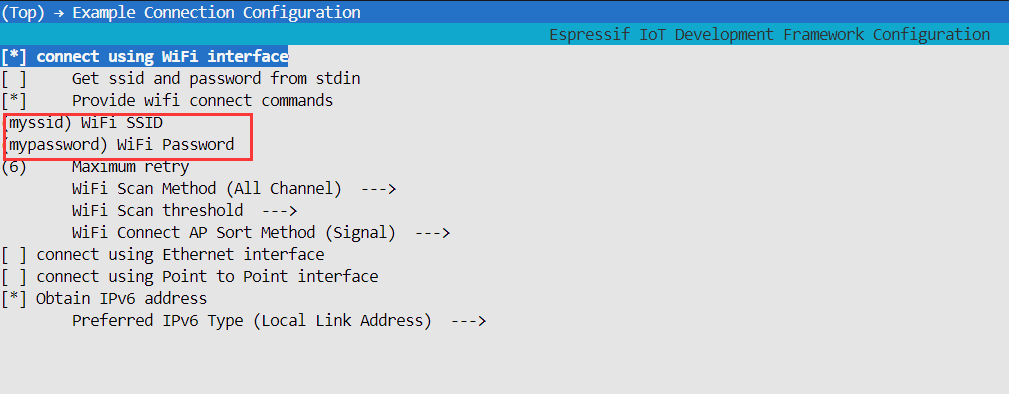 (Top) → Example Connection Configuration
Espressif IoT Development Framework Configuration
[*] connect using WiFi interface
[ ]     Get ssid and password from stdin
[*]     Provide wifi connect commands
(myssid) WiFi SSID
(mypassword) WiFi Password
(6)     Maximum retry
        WiFi Scan Method (All Channel)  --->
        WiFi Scan threshold  --->
        WiFi Connect AP Sort Method (Signal)  --->
[ ] connect using Ethernet interface
[ ] connect using Point to Point interface
[*] Obtain IPv6 address
        Preferred IPv6 Type (Local Link Address)  --->